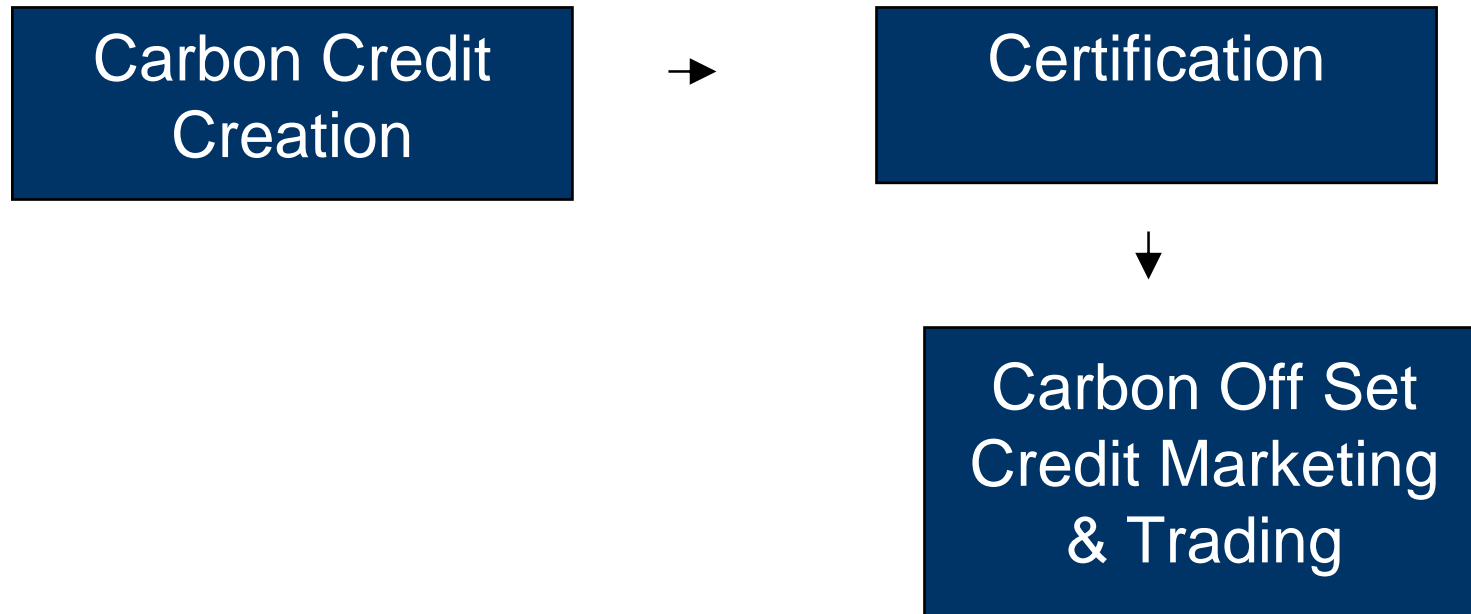 Carbon Credit
Creation
Certification
Carbon Off Set
Credit Marketing
& Trading